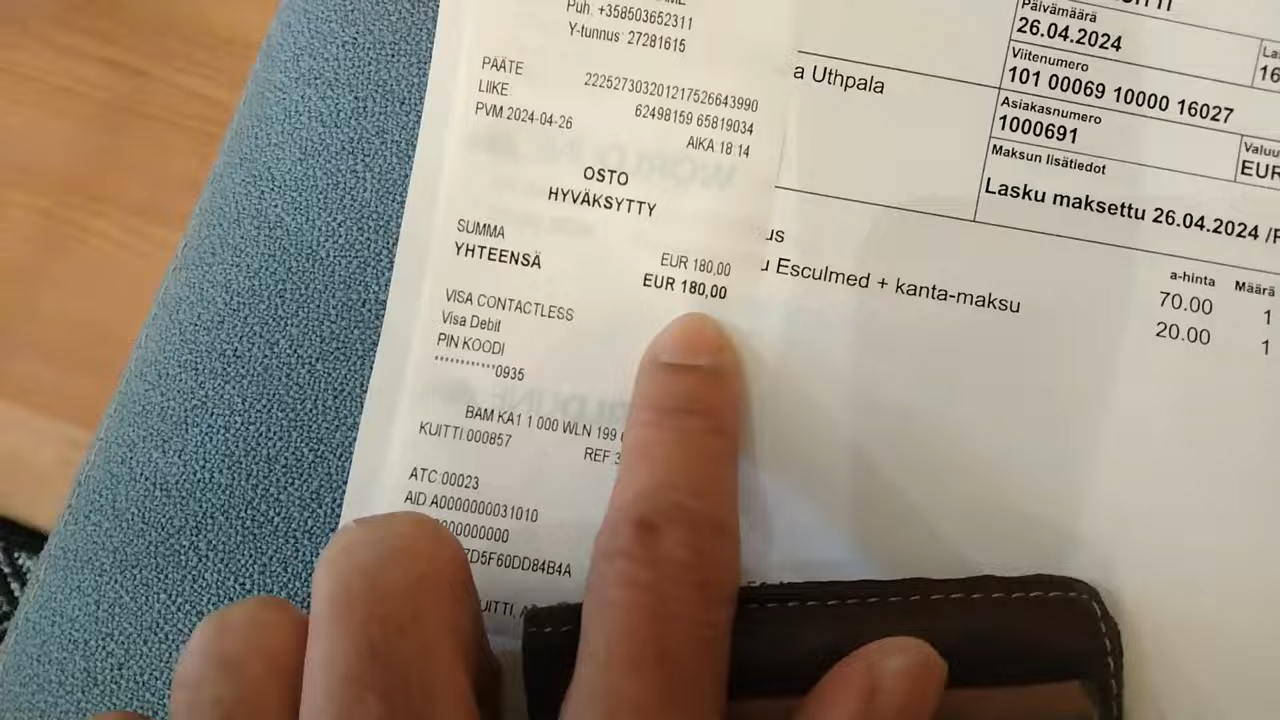 Puh: +358503652311
Y-tunnus: 27281615
PÄÄTE 222527303201217526643990
LIIKE 62498159 65819034
PVM 2024-04-26 AIKA 18:14
OSTO
HYVÄKSYTTY
SUMMA EUR 180,00
YHTEENSÄ EUR 180,00
VISA CONTACTLESS
Visa Debit
PIN KOODI
************0935
BAM KA1 1 000 WLN 199
KUITTI:000857
REF
ATC:00023
AID:A0000000031010
Päivämäärä
26.04.2024
Viitenumero
101 00069 10000 16027
Asiakasnumero
1000691
EUR
Maksun lisätiedot
Lasku maksettu 26.04.2024
a Uthpala
a-hinta Määrä
70.00 1
Esculmed + kanta-maksu 20.00 1